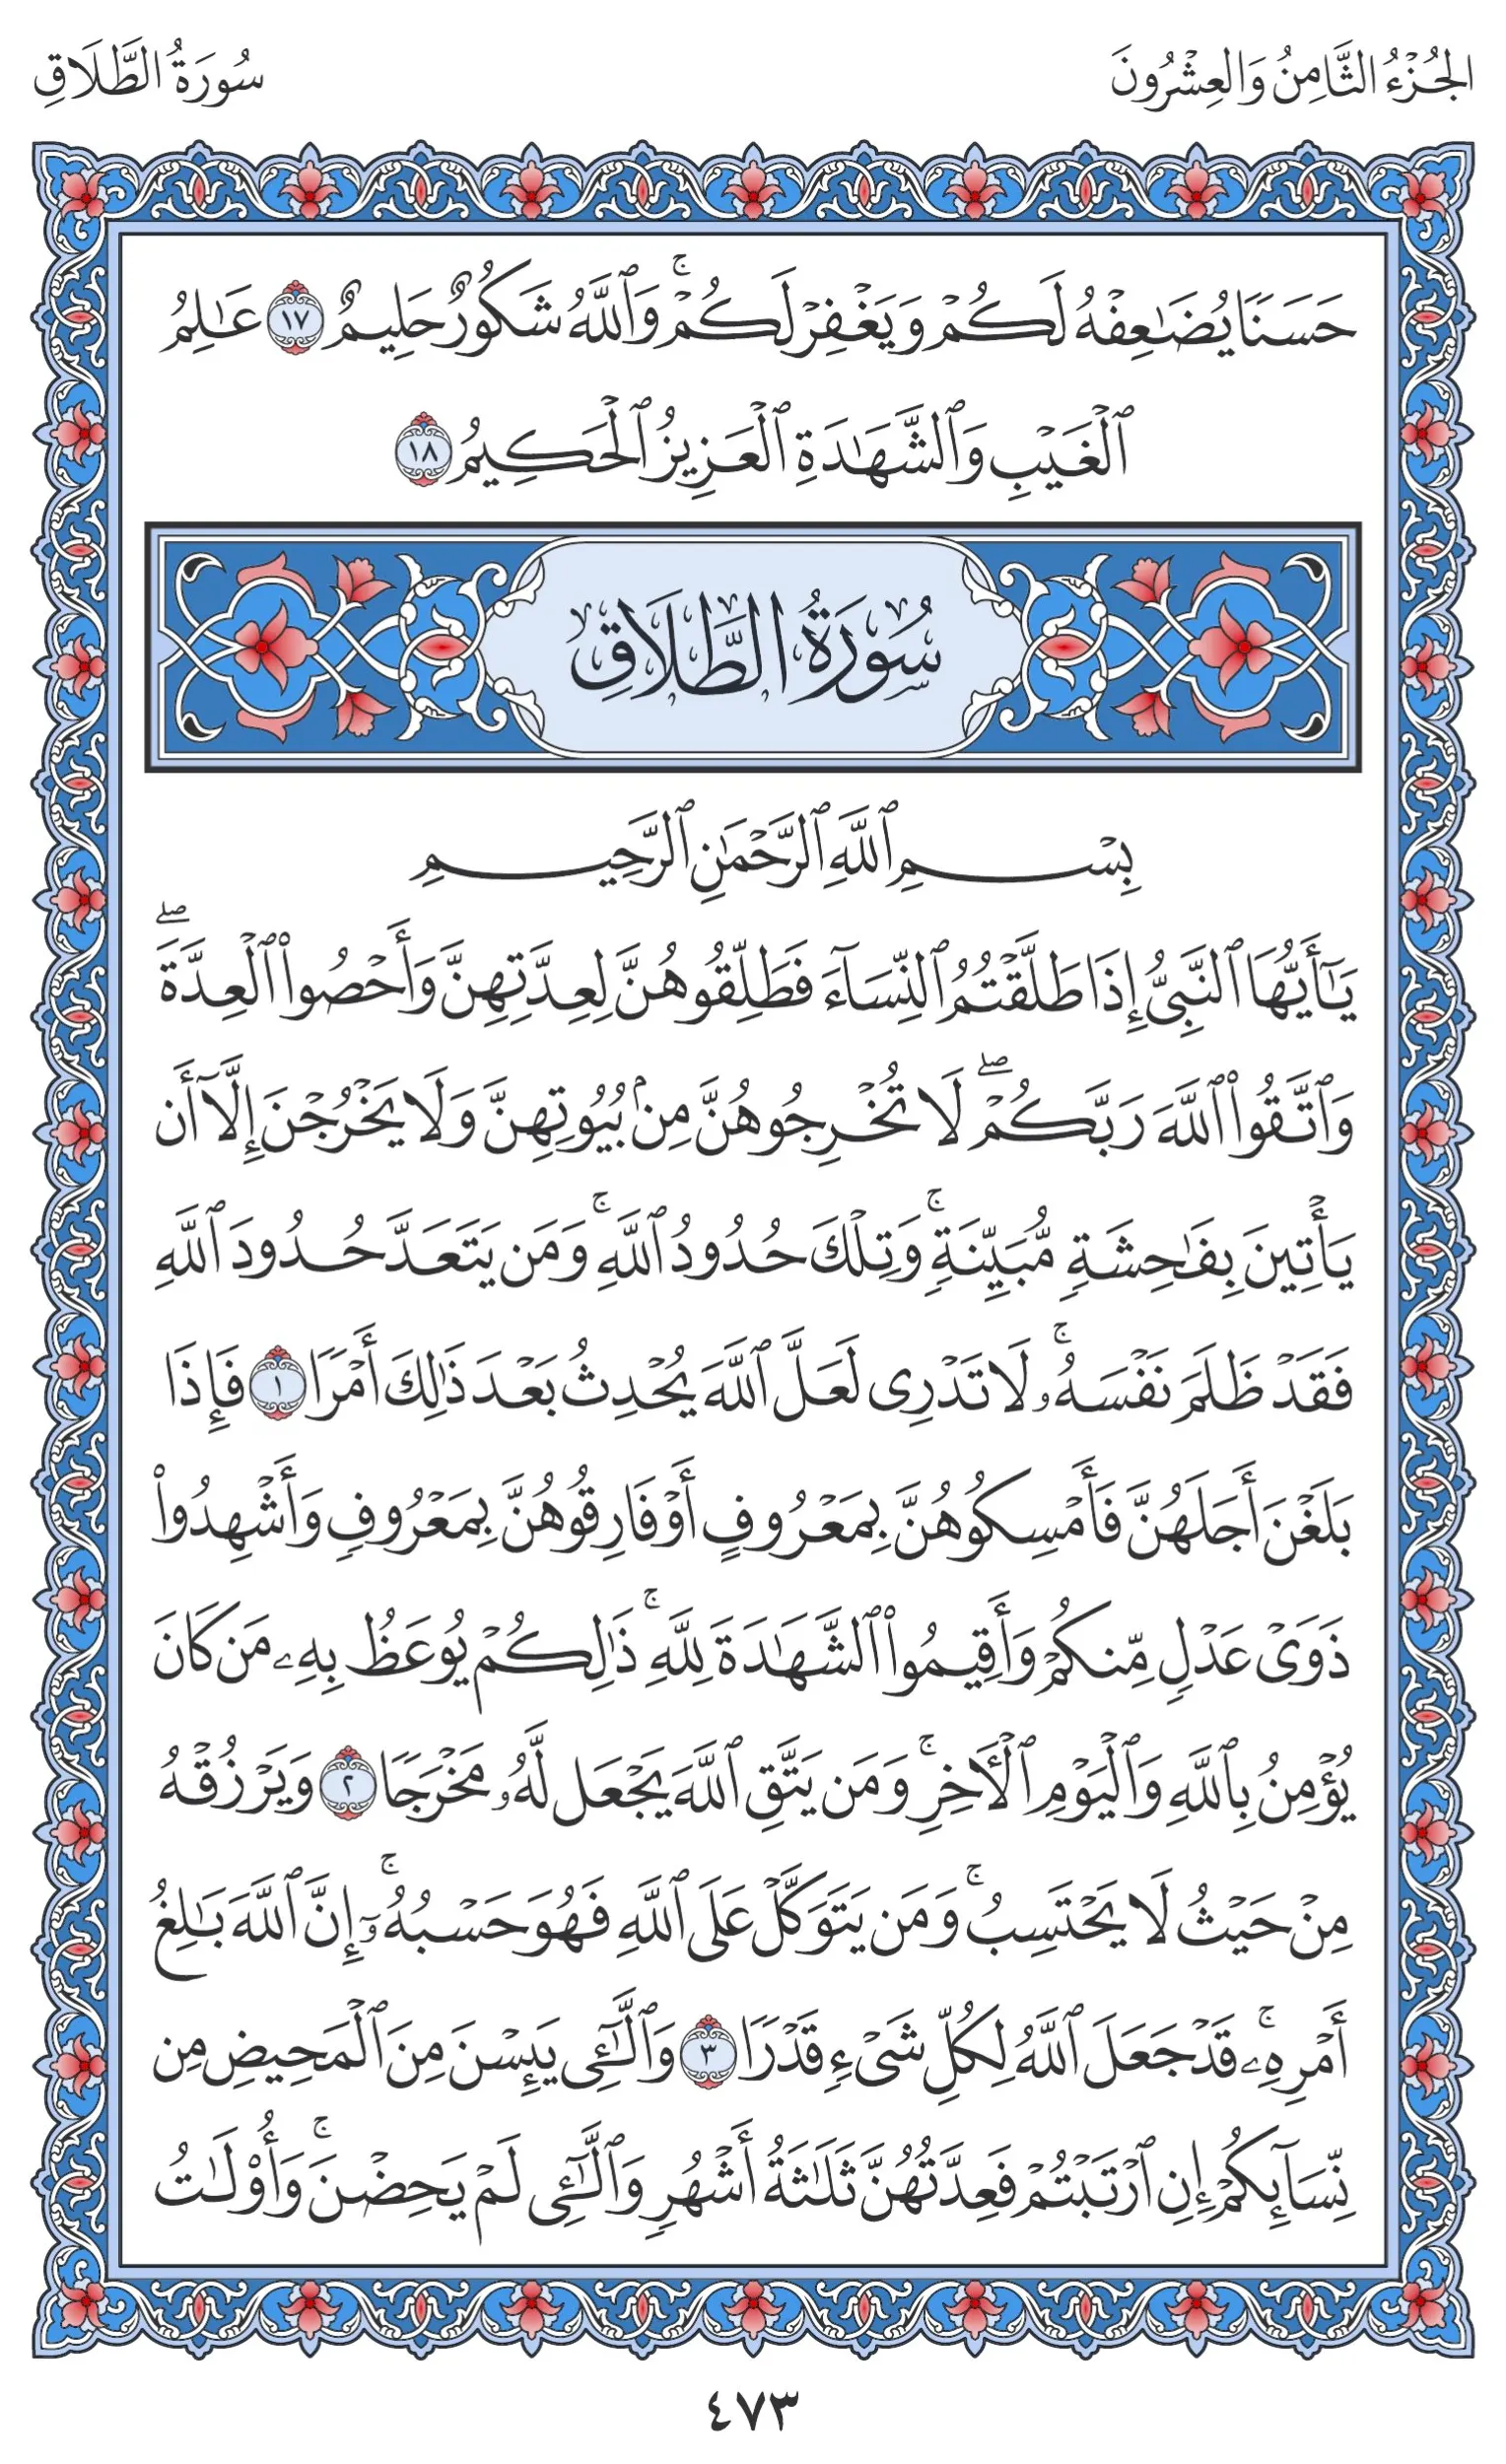 الجُزْءُ الثَّامِنُ وَالعِشْرُونَ
سُورَةُ الطَّلَاقِ
حَسَنٗا يُضَٰعِفۡهُ لَكُمۡ وَيَغۡفِرۡ لَكُمۡۚ وَٱللَّهُ شَكُورٌ حَلِيمٌ ١٧ عَٰلِمُ
ٱلۡغَيۡبِ وَٱلشَّهَٰدَةِ ٱلۡعَزِيزُ ٱلۡحَكِيمُ ١٨
سُورَةُ الطَّلَاقِ
بِسۡمِ ٱللَّهِ ٱلرَّحۡمَٰنِ ٱلرَّحِيمِ
يَٰٓأَيُّهَا ٱلنَّبِيُّ إِذَا طَلَّقۡتُمُ ٱلنِّسَآءَ فَطَلِّقُوهُنَّ لِعِدَّتِهِنَّ وَأَحۡصُواْ ٱلۡعِدَّةَۖ
وَٱتَّقُواْ ٱللَّهَ رَبَّكُمۡۖ لَا تُخۡرِجُوهُنَّ مِنۢ بُيُوتِهِنَّ وَلَا يَخۡرُجۡنَ إِلَّآ أَن
يَأۡتِينَ بِفَٰحِشَةٖ مُّبَيِّنَةٖۚ وَتِلۡكَ حُدُودُ ٱللَّهِۚ وَمَن يَتَعَدَّ حُدُودَ ٱللَّهِ
فَقَدۡ ظَلَمَ نَفۡسَهُۥۚ لَا تَدۡرِي لَعَلَّ ٱللَّهَ يُحۡدِثُ بَعۡدَ ذَٰلِكَ أَمۡرٗا ١ فَإِذَا
بَلَغۡنَ أَجَلَهُنَّ فَأَمۡسِكُوهُنَّ بِمَعۡرُوفٍ أَوۡ فَارِقُوهُنَّ بِمَعۡرُوفٖ وَأَشۡهِدُواْ
ذَوَيۡ عَدۡلٖ مِّنكُمۡ وَأَقِيمُواْ ٱلشَّهَٰدَةَ لِلَّهِۚ ذَٰلِكُمۡ يُوعَظُ بِهِۦ مَن كَانَ
يُؤۡمِنُ بِٱللَّهِ وَٱلۡيَوۡمِ ٱلۡأٓخِرِۚ وَمَن يَتَّقِ ٱللَّهَ يَجۡعَل لَّهُۥ مَخۡرَجٗا ٢ وَيَرۡزُقۡهُ
مِنۡ حَيۡثُ لَا يَحۡتَسِبُۚ وَمَن يَتَوَكَّلۡ عَلَى ٱللَّهِ فَهُوَ حَسۡبُهُۥٓۚ إِنَّ ٱللَّهَ بَٰلِغُ
أَمۡرِهِۦۚ قَدۡ جَعَلَ ٱللَّهُ لِكُلِّ شَيۡءٖ قَدۡرٗا ٣ وَٱلَّٰٓـِٔي يَئِسۡنَ مِنَ ٱلۡمَحِيضِ مِن
نِّسَآئِكُمۡ إِنِ ٱرۡتَبۡتُمۡ فَعِدَّتُهُنَّ ثَلَٰثَةُ أَشۡهُرٖ وَٱلَّٰٓـِٔي لَمۡ يَحِضۡنَۚ وَأُوْلَٰتُ
٤٧٣